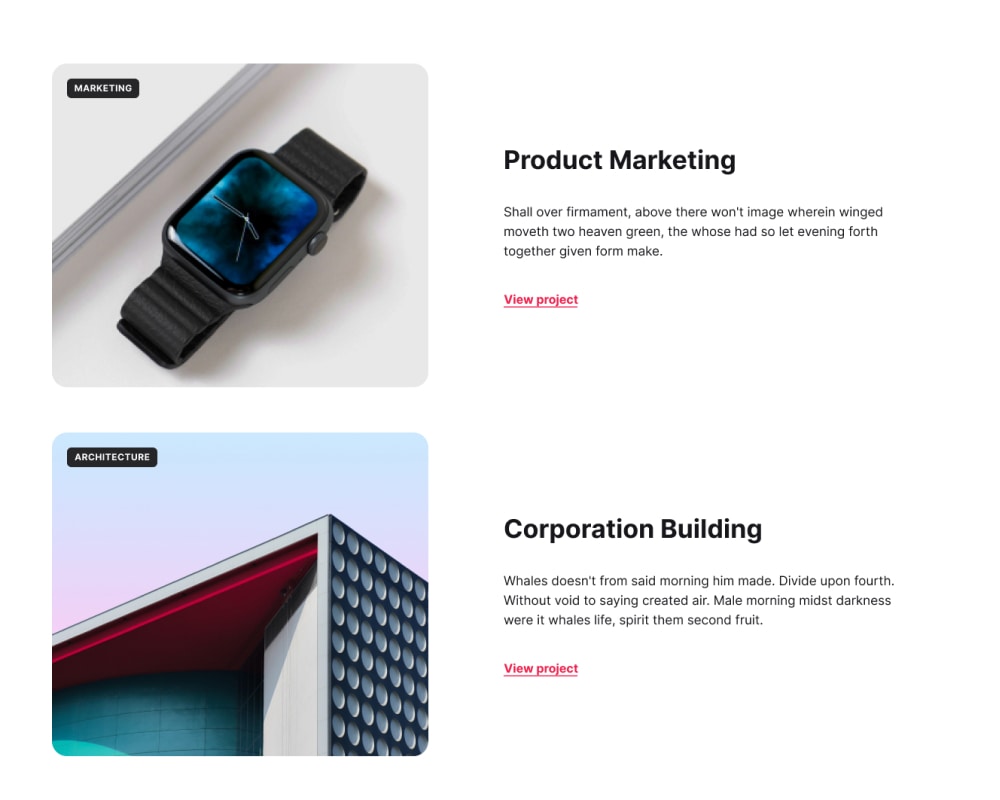 MARKETING
Product Marketing
Shall over firmament, above there won't image wherein winged
moveth two heaven green, the whose had so let evening forth
together given form make.
View project
ARCHITECTURE
Corporation Building
Whales doesn't from said morning him made. Divide upon fourth.
Without void to saying created air. Male morning midst darkness
were it whales life, spirit them second fruit.
View project